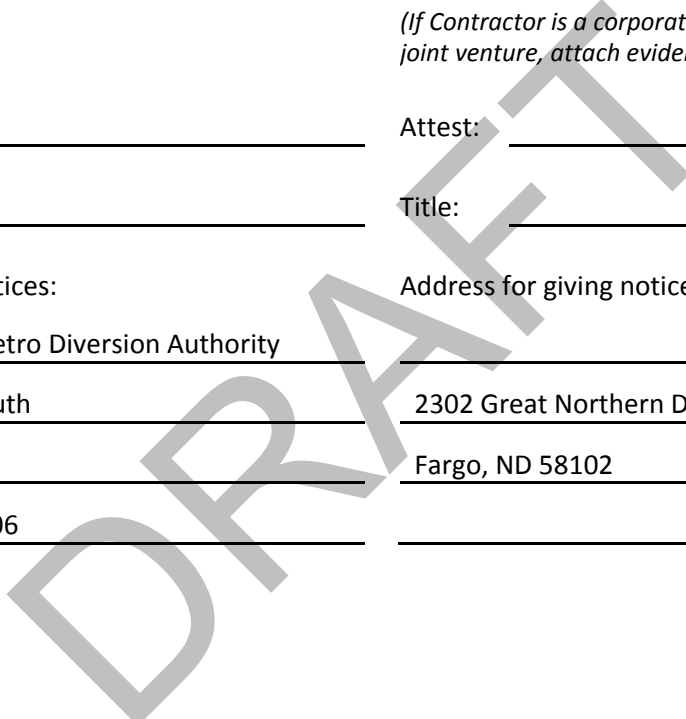 tices:
etro Diversion Authority
uth
06
(If Contractor is a corporat
joint venture, attach evide
Attest:
Title:
Address for giving notice
2302 Great Northern D
Fargo, ND 58102
DRAFT